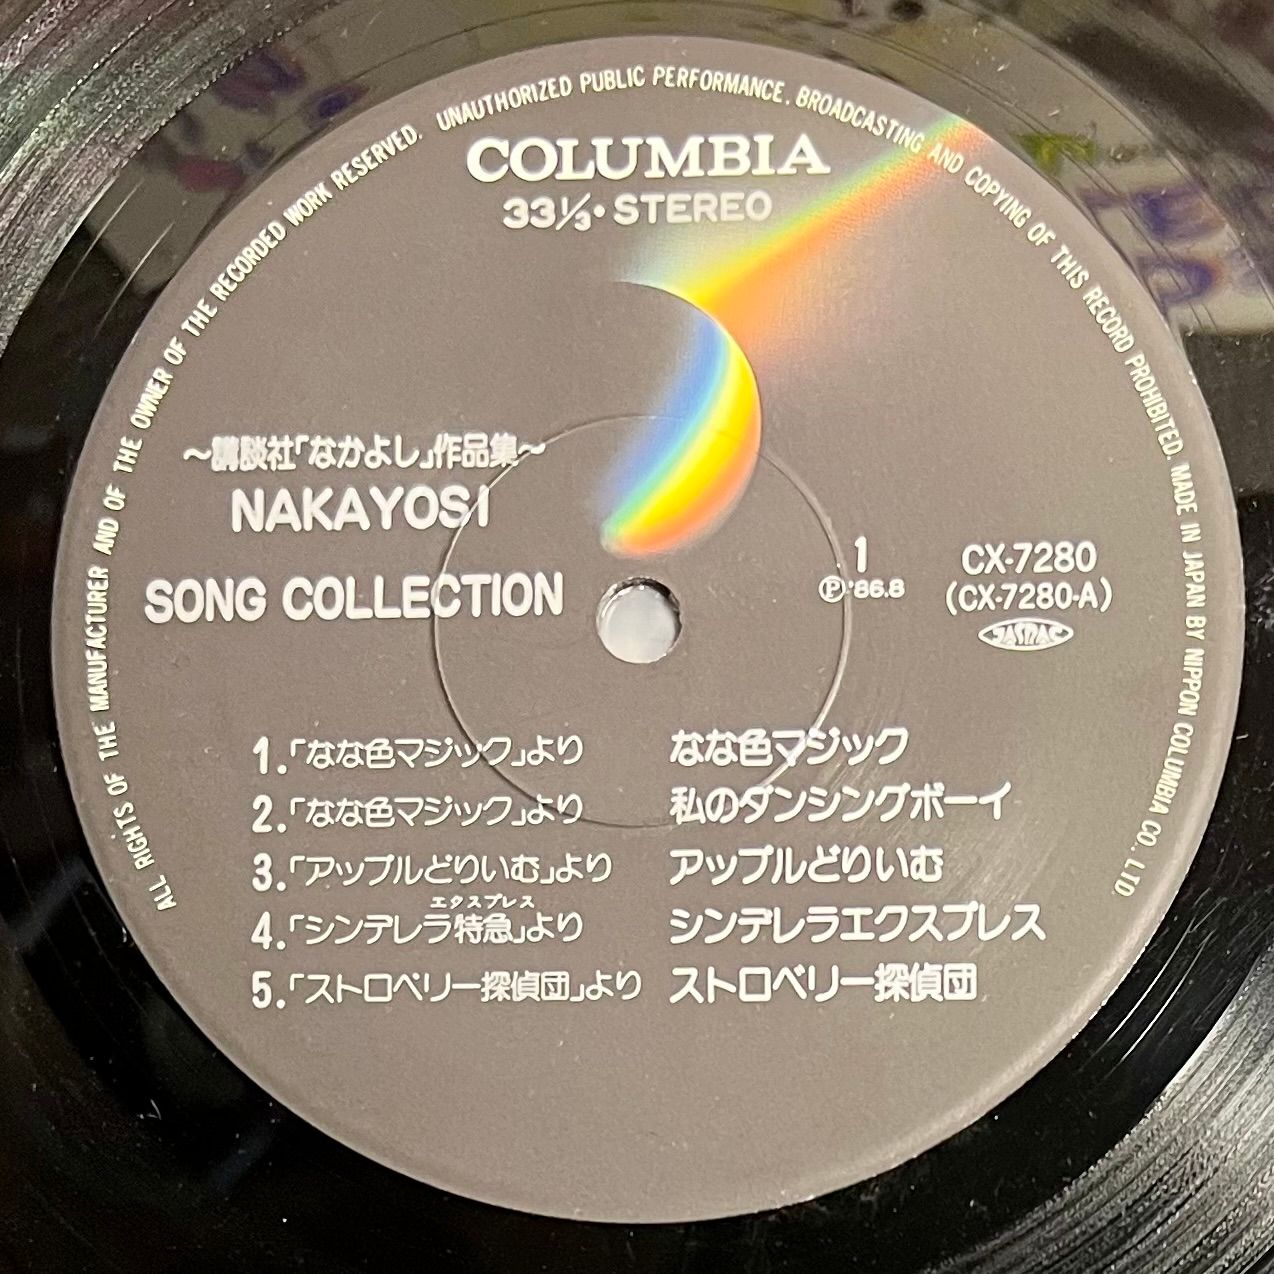 ALL RIGHTS OF THE MANUFACTURER AND OF THE OWNER OF THE RECORDED WORK RESERVED. UNAUTHORIZED PUBLIC PERFORMANCE, BROADCASTING AND COPYING OF THIS RECORD PROHIBITED. MADE IN JAPAN BY NIPPON COLUMBIA CO., LTD.
COLUMBIA
33⅓・STEREO
〜講談社「なかよし」作品集〜
NAKAYOSI
SONG COLLECTION
1
Ⓟ'86.8
CX-7280
(CX-7280-A)
JASRAC
1.「なな色マジック」より なな色マジック
2.「なな色マジック」より 私のダンシングボーイ
3.「アップルどりいむ」より アップルどりいむ
エクスプレス
4.「シンデレラ特急」より シンデレラエクスプレス
5.「ストロベリー探偵団」より ストロベリー探偵団